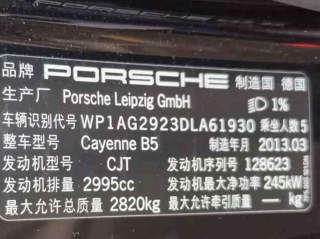 品牌 PORSCHE 制造国 德国
生产厂 Porsche Leipzig GmbH 1%
车辆识别代号 WP1AG2923DLA61930 乘坐人数 5
整车型号 Cayenne B5 制造年月 2013.03
发动机型号 CJT 发动机序列号 128623
发动机排量 2995cc 发动机最大净功率 245kW
最大允许总质量 2820kg 最大允许牵引质量 — kg